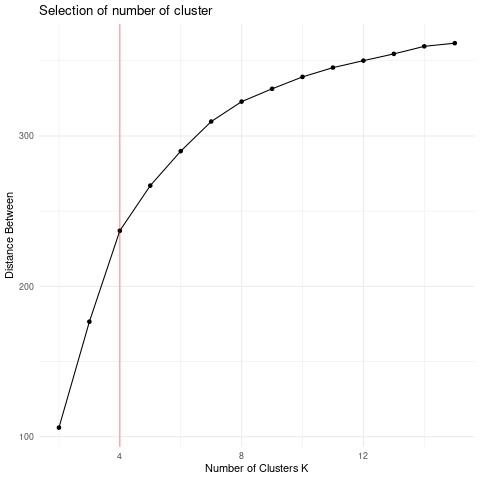 Selection of number of cluster
300
200
100
Distance Between
4
8
12
Number of Clusters K